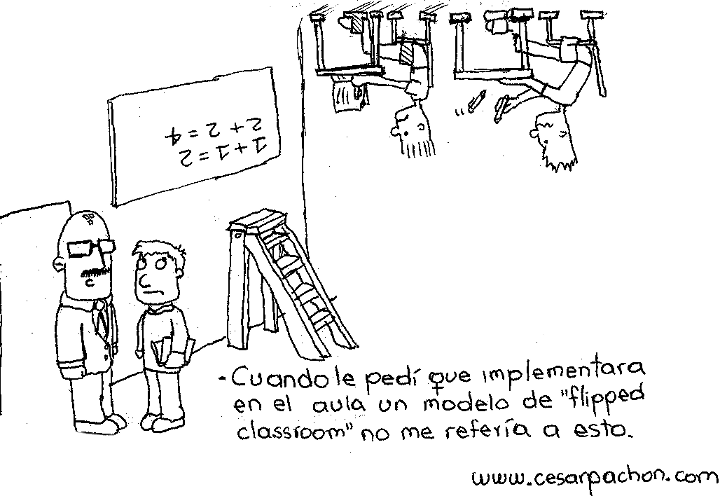 1+1=2
2+2=4
- Cuando le pedí que implementara
en el aula un modelo de "flipped
classroom" no me refería a esto.
www.cesarpachon.com